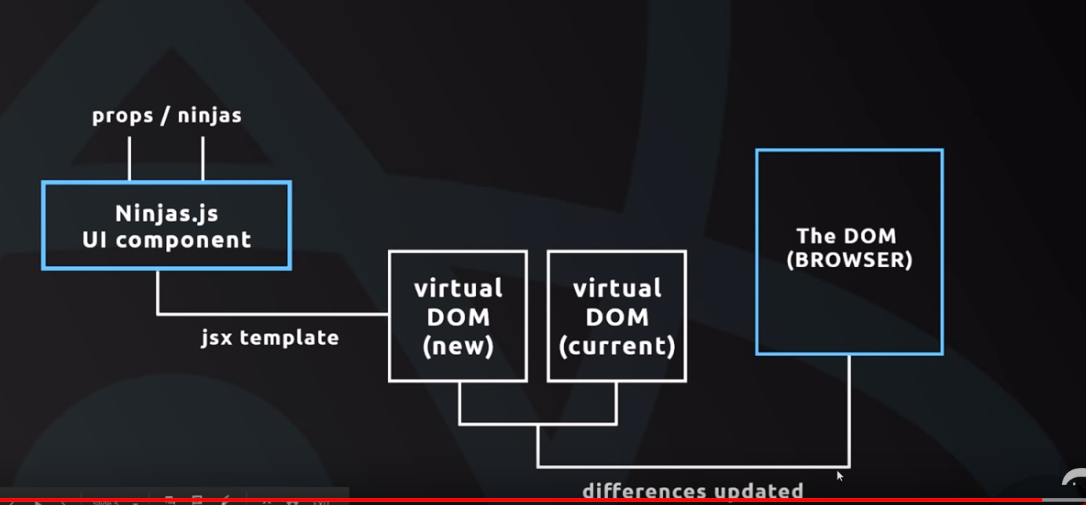 props / ninjas
Ninjas.js
UI component
jsx template
virtual
DOM
(new)
virtual
DOM
(current)
The DOM
(BROWSER)
differences updated